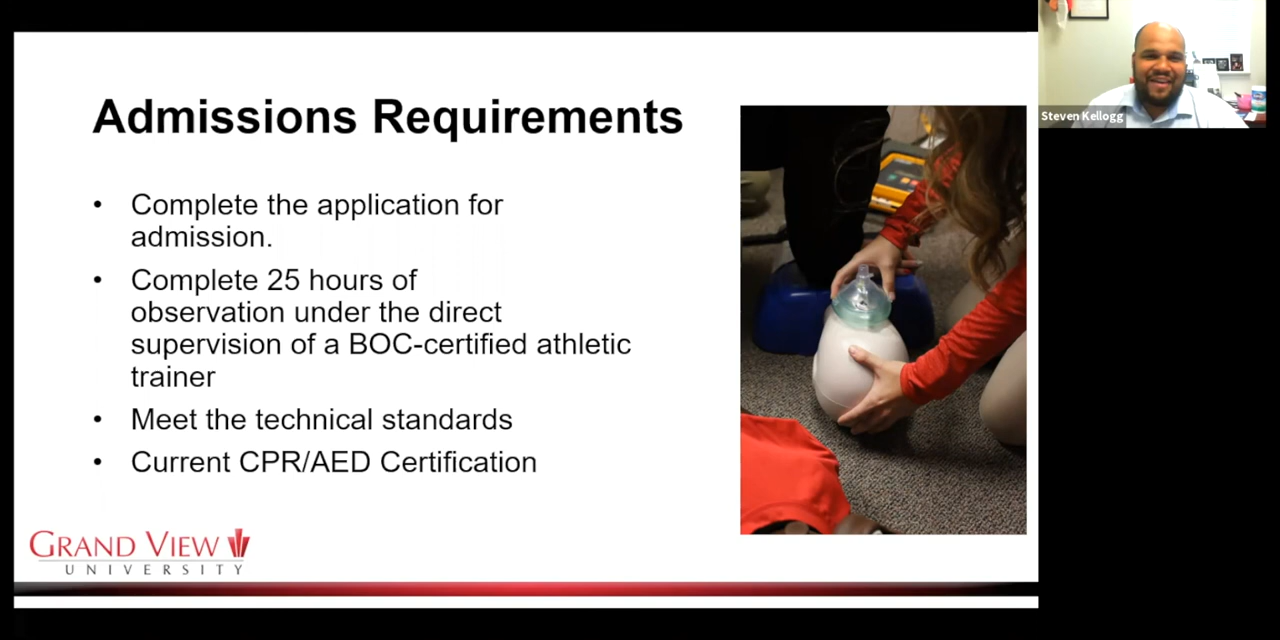 Admissions Requirements
• Complete the application for
admission.
• Complete 25 hours of
observation under the direct
supervision of a BOC-certified athletic
trainer
• Meet the technical standards
• Current CPR/AED Certification
GRAND VIEW
UNIVERSITY
Steven Kellogg